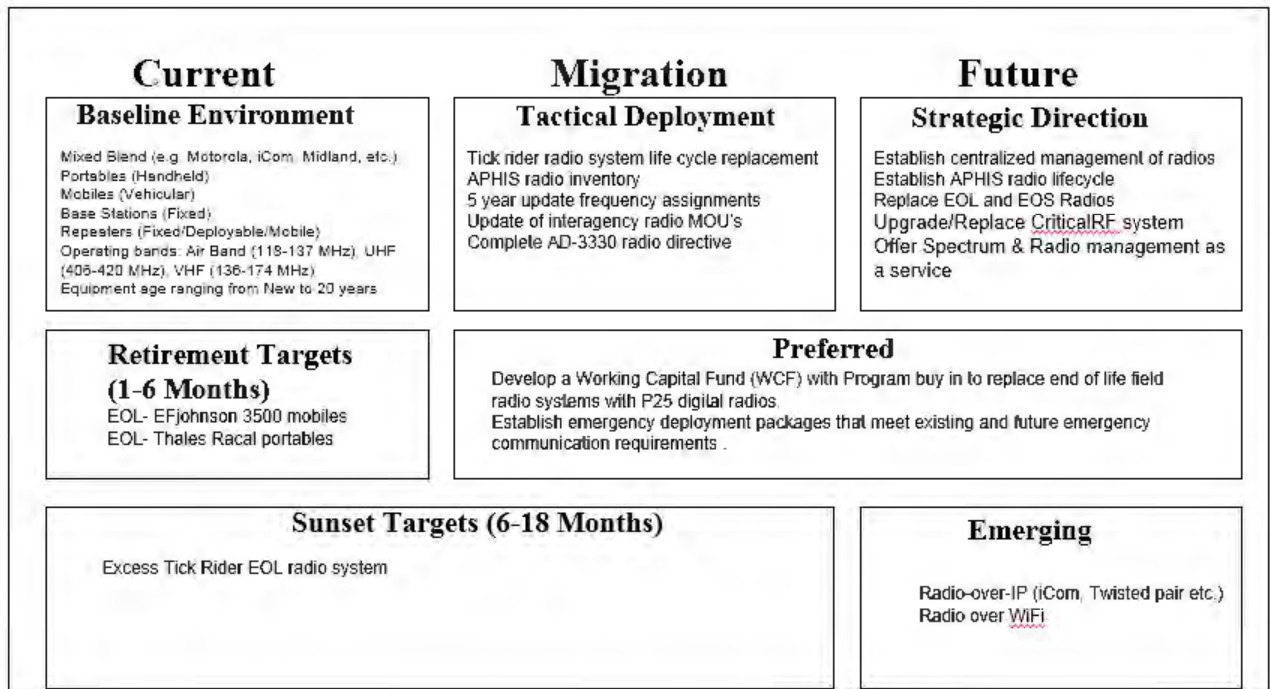 Current
Baseline Environment
Mixed Blend (e.g. Motorola, iCom, Midland, etc.)
Portables (Handheld)
Mobiles (Vehicular)
Base Stations (Fixed)
Repeaters (Fixed/Deployable/Mobile)
Operating bands: Air Band (118-137 MHz), UHF
(406-420 MHz), VHF (136-174 MHz)
Equipment age ranging from New to 20 years
Migration
Tactical Deployment
Tick rider radio system life cycle replacement
APHIS radio inventory
5 year update frequency assignments
Update of interagency radio MOU's
Complete AD-3330 radio directive
Future
Strategic Direction
Establish centralized management of radios
Establish APHIS radio lifecycle
Replace EOL and EOS Radios
Upgrade/Replace CriticalRF system
Offer Spectrum & Radio management as
a service
Retirement Targets
(1-6 Months)
EOL- EFjohnson 3500 mobiles
EOL- Thales Racal portables
Preferred
Develop a Working Capital Fund (WCF) with Program buy in to replace end of life field
radio systems with P25 digital radios
Establish emergency deployment packages that meet existing and future emergency
communication requirements .
Sunset Targets (6-18 Months)
Excess Tick Rider EOL radio system
Emerging
Radio-over-IP (iCom, Twisted pair etc.)
Radio over WiFi